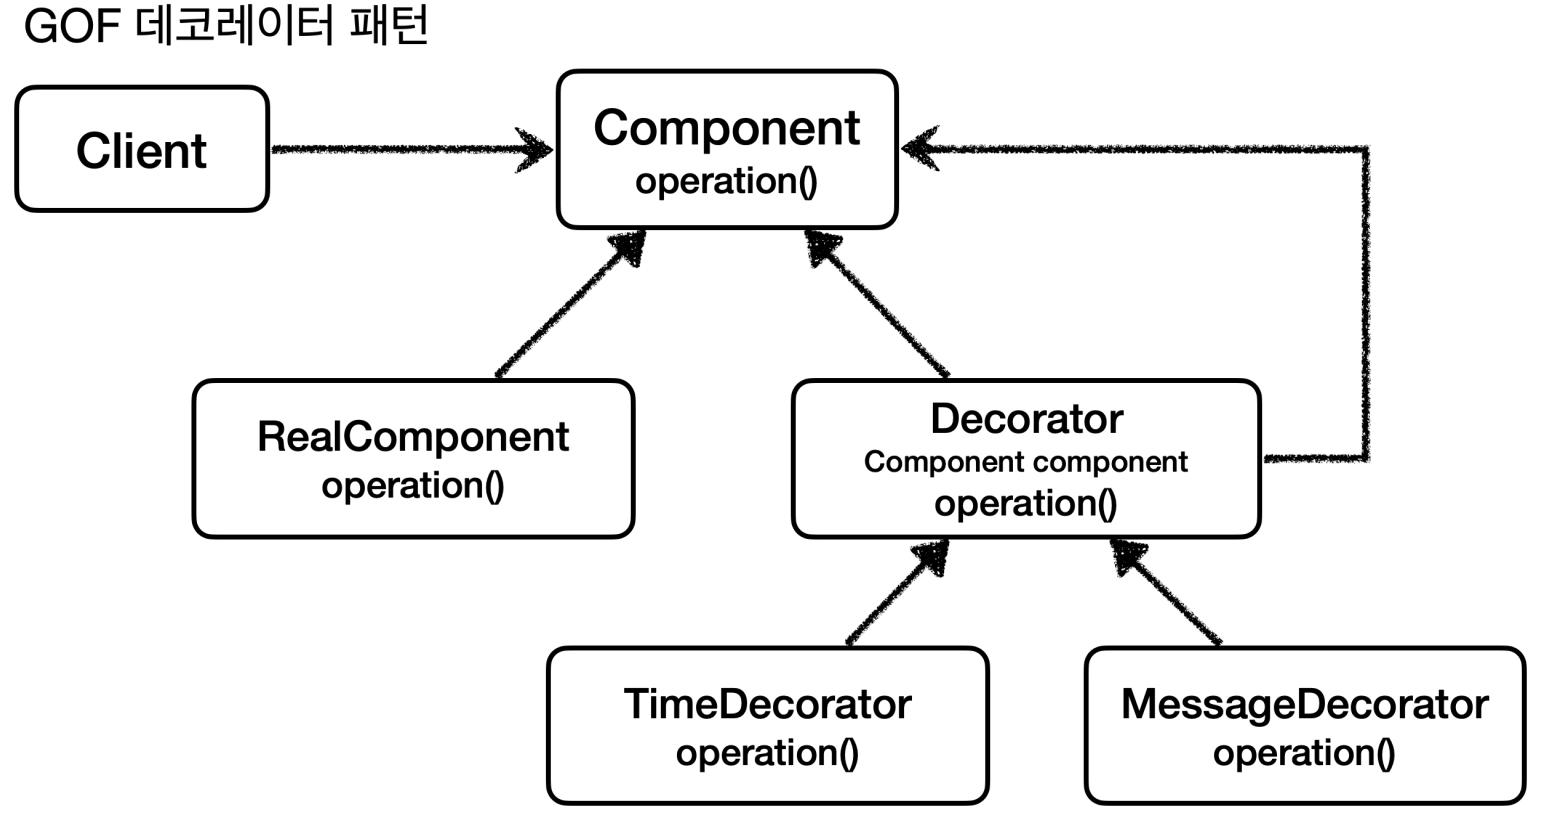 GOF 데코레이터 패턴
Client
Component
operation()
RealComponent
operation()
Decorator
Component component
operation()
TimeDecorator
operation()
MessageDecorator
operation()